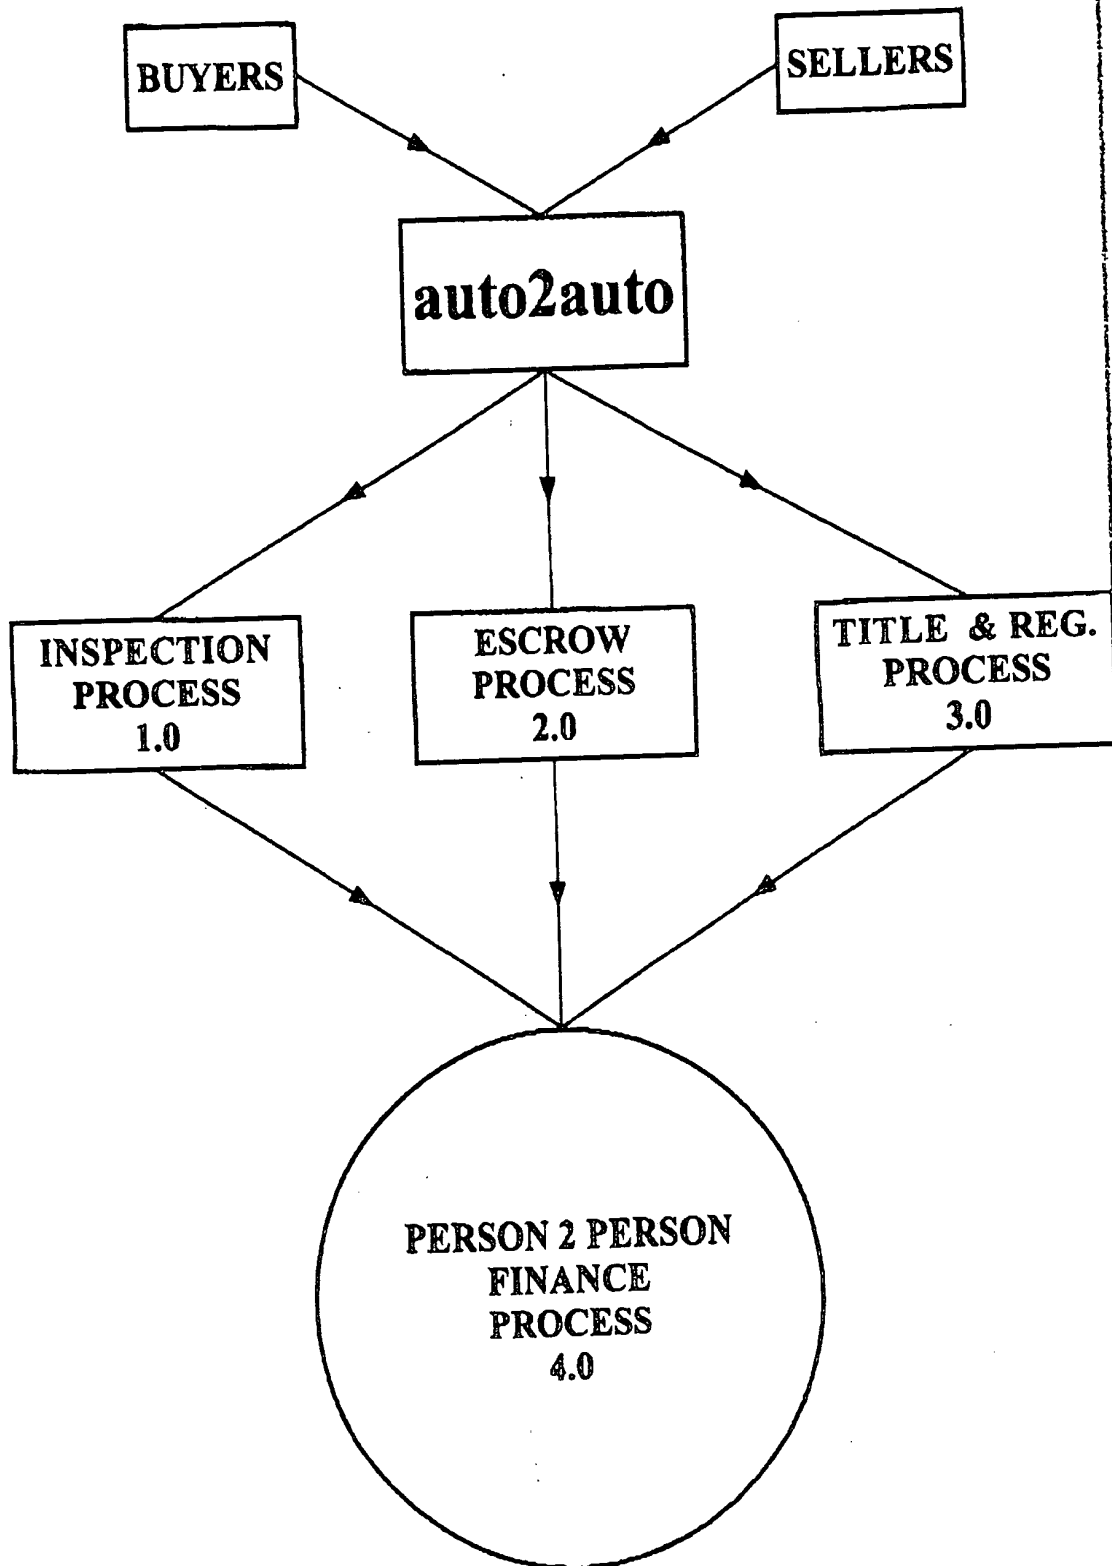 BUYERS
SELLERS
auto2auto
INSPECTION
PROCESS
1.0
ESCROW
PROCESS
2.0
TITLE & REG.
PROCESS
3.0
PERSON 2 PERSON
FINANCE
PROCESS
4.0